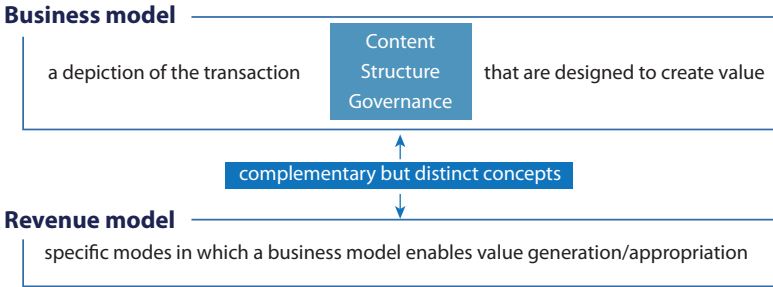 Business model
Content
a depiction of the transaction Structure that are designed to create value
Governance
complementary but distinct concepts
Revenue model
specific modes in which a business model enables value generation/appropriation